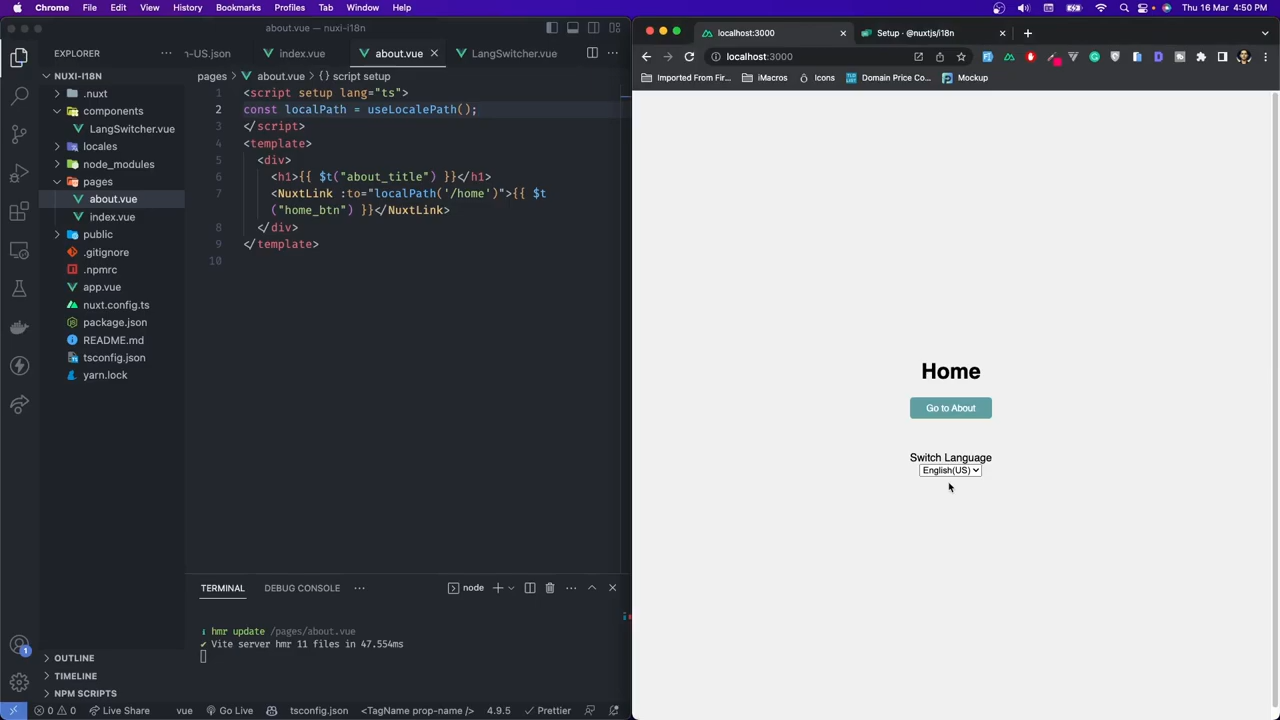 Chrome File Edit View History Bookmarks Profiles Tab Window Help
Thu 16 Mar 4:50 PM
about.vue — nuxi-i18n
EXPLORER
NUXI-I18N
.nuxt
components
LangSwitcher.vue
locales
node_modules
pages
about.vue
index.vue
public
.gitignore
.npmrc
app.vue
nuxt.config.ts
package.json
README.md
tsconfig.json
yarn.lock
OUTLINE
TIMELINE
NPM SCRIPTS
n-US.json index.vue about.vue LangSwitcher.vue
pages > about.vue > {} script setup
1 <script setup lang="ts">
2 const localPath = useLocalePath();
3 </script>
4 <template>
5 <div>
6 <h1>{{ $t("about_title") }}</h1>
7 <NuxtLink :to="localPath('/home')">{{ $t
("home_btn") }}</NuxtLink>
8 </div>
9 </template>
10
TERMINAL DEBUG CONSOLE ... node
hmr update /pages/about.vue
✔ Vite server hmr 11 files in 47.554ms
0 0 Live Share vue Go Live tsconfig.json <TagName prop-name /> 4.9.5 Prettier
1
localhost:3000
Setup - @nuxtjs/i18n
localhost:3000
Imported From Fir... iMacros Icons Domain Price Co... Mockup
Home
Go to About
Switch Language
English(US)